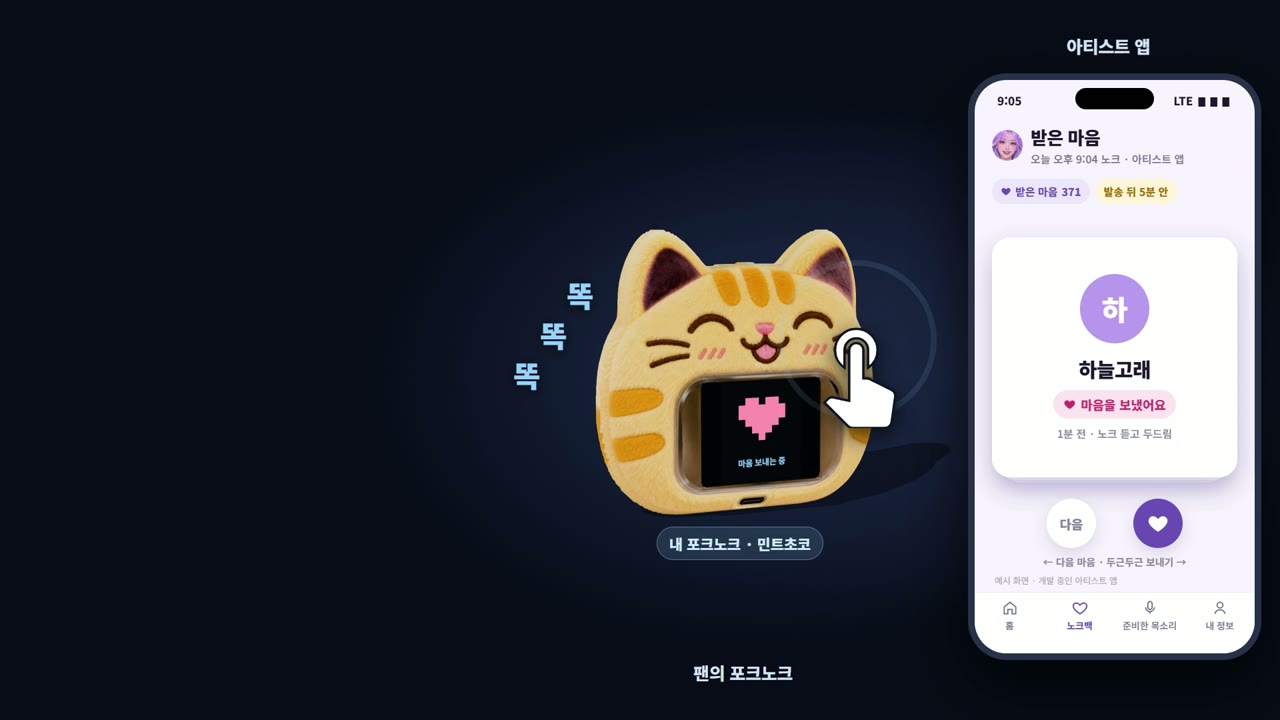 아티스트 앱
9:05
LTE
받은 마음
오늘 오후 9:04 노크 · 아티스트 앱
받은 마음 371
발송 뒤 5분 안
하
하늘고래
마음을 보냈어요
1분 전 · 노크 듣고 두드림
다음
← 다음 마음 · 두근두근 보내기 →
예시 화면 · 개발 중인 아티스트 앱
홈
노크백
준비한 목소리
내 정보
똑
똑
똑
마음 보내는 중
내 포크노크 · 민트초코
팬의 포크노크